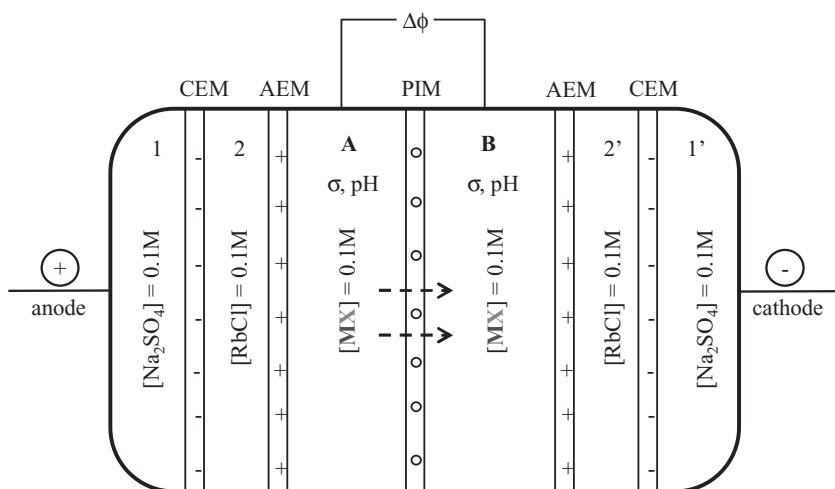 Δϕ
CEM AEM PIM AEM CEM
1 2 A B 2' 1'
σ, pH σ, pH
+ anode
[Na₂SO₄] = 0.1M
[RbCl] = 0.1M
[MX] = 0.1M
[MX] = 0.1M
[RbCl] = 0.1M
[Na₂SO₄] = 0.1M
- cathode